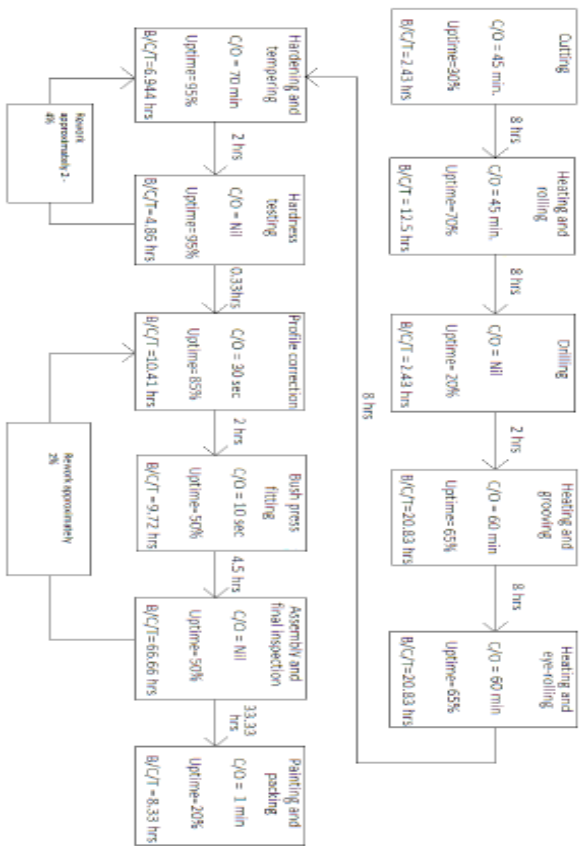 Cutting
C/O = 45 min.
Uptime=30%
B/C/T=2.43 hrs
8 hrs
Heating and
rolling
C/O = 45 min.
Uptime=70%
B/C/T = 12.5 hrs
8 hrs
Drilling
C/O = Nil
Uptime= 20%
B/C/T =2.43 hrs
2 hrs
Heating and
grooving
C/O = 60 min
Uptime= 65%
B/C/T=20.83 hrs
8 hrs
Heating and
eye-rolling
C/O = 60 min
Uptime= 65%
B/C/T=20.83 hrs
8 hrs
Hardening and
tempering
C/O = 70 min
Uptime=95%
B/C/T=6.944 hrs
2 hrs
Hardness
testing
C/O = Nil
Uptime=95%
B/C/T=4.86 hrs
0.33hrs
Profile correction
C/O = 30 sec
Uptime=85%
B/C/T =10.41 hrs
2 hrs
Bush press
fitting
C/O = 10 sec
Uptime=50%
B/C/T = 9.72 hrs
4.5 hrs
Assembly and
final inspection
C/O = Nil
Uptime= 50%
B/C/T=66.66 hrs
33.33
hrs
Painting and
packing
C/O = 1 min
Uptime=20%
B/C/T =8.33 hrs
Rework
approximately 2 -
4%
Rework approximately
2%